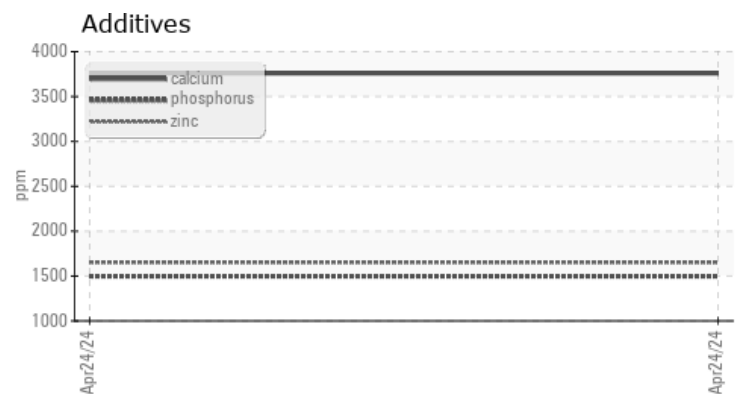 Additives
4000
3500
3000
2500
2000
1500
1000
ppm
calcium
phosphorus
zinc
Apr24/24
Apr24/24